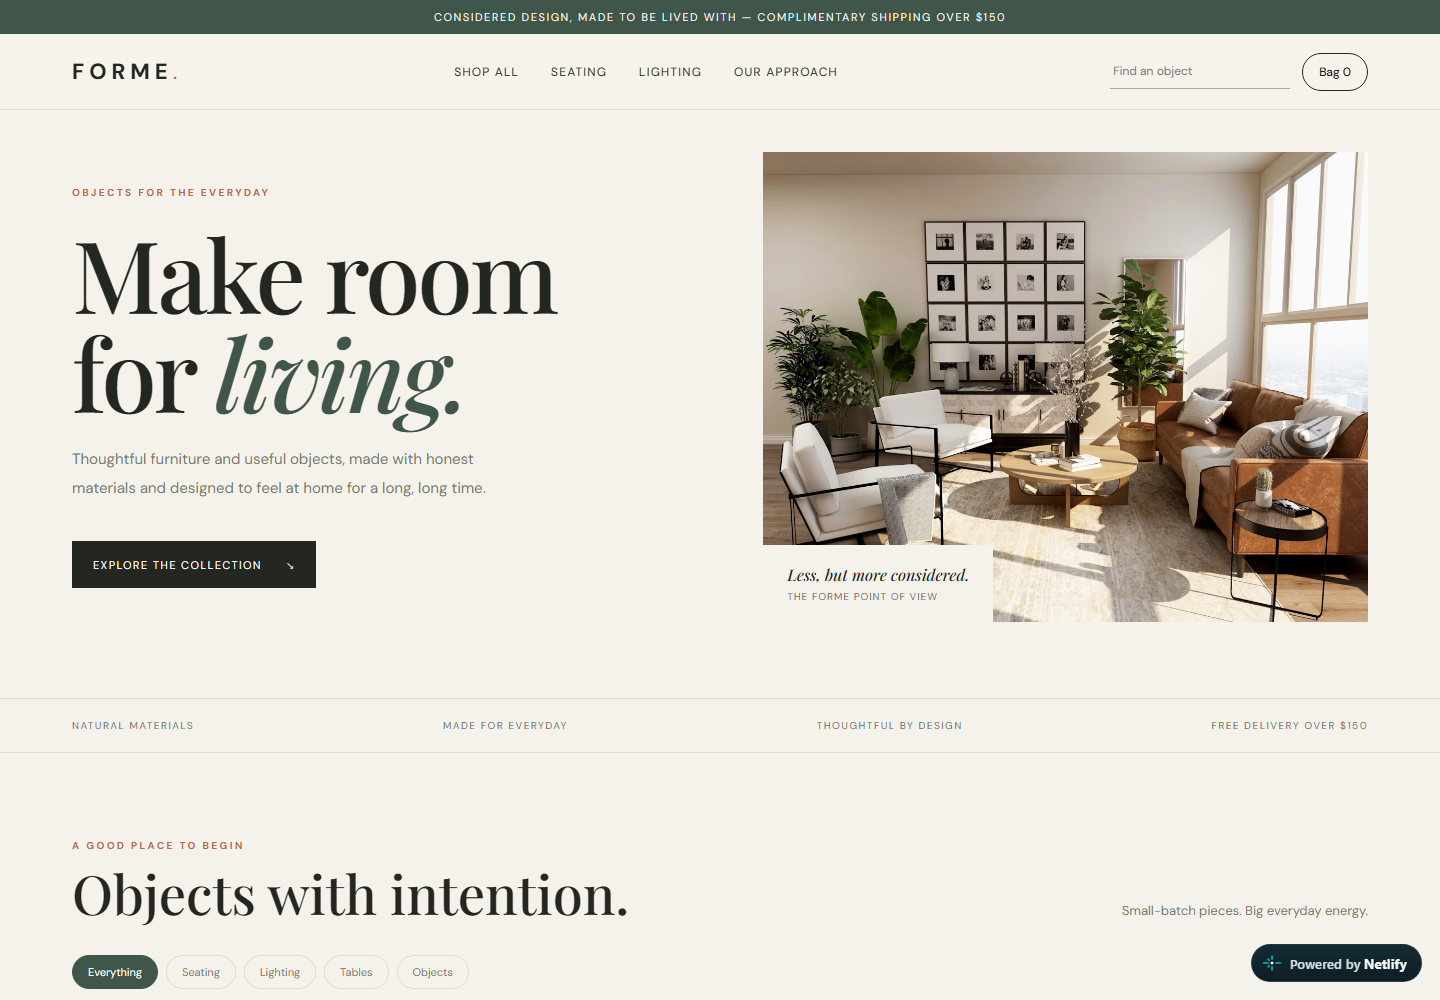 CONSIDERED DESIGN, MADE TO BE LIVED WITH — COMPLIMENTARY SHIPPING OVER $150
FORME.
SHOP ALL
SEATING
LIGHTING
OUR APPROACH
Find an object
Bag 0
OBJECTS FOR THE EVERYDAY
Make room
for living.
Thoughtful furniture and useful objects, made with honest
materials and designed to feel at home for a long, long time.
EXPLORE THE COLLECTION ↘
Less, but more considered.
THE FORME POINT OF VIEW
NATURAL MATERIALS
MADE FOR EVERYDAY
THOUGHTFUL BY DESIGN
FREE DELIVERY OVER $150
A GOOD PLACE TO BEGIN
Objects with intention.
Small-batch pieces. Big everyday energy.
Everything
Seating
Lighting
Tables
Objects
Powered by Netlify